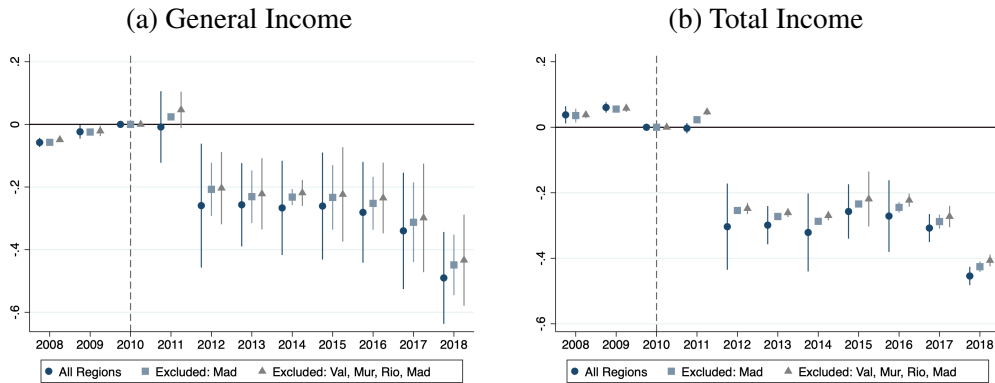 (a) General Income
.2
0
-.2
-.4
-.6
2008 2009 2010 2011 2012 2013 2014 2015 2016 2017 2018
All Regions Excluded: Mad Excluded: Val, Mur, Rio, Mad
(b) Total Income
.2
0
-.2
-.4
-.6
2008 2009 2010 2011 2012 2013 2014 2015 2016 2017 2018
All Regions Excluded: Mad Excluded: Val, Mur, Rio, Mad